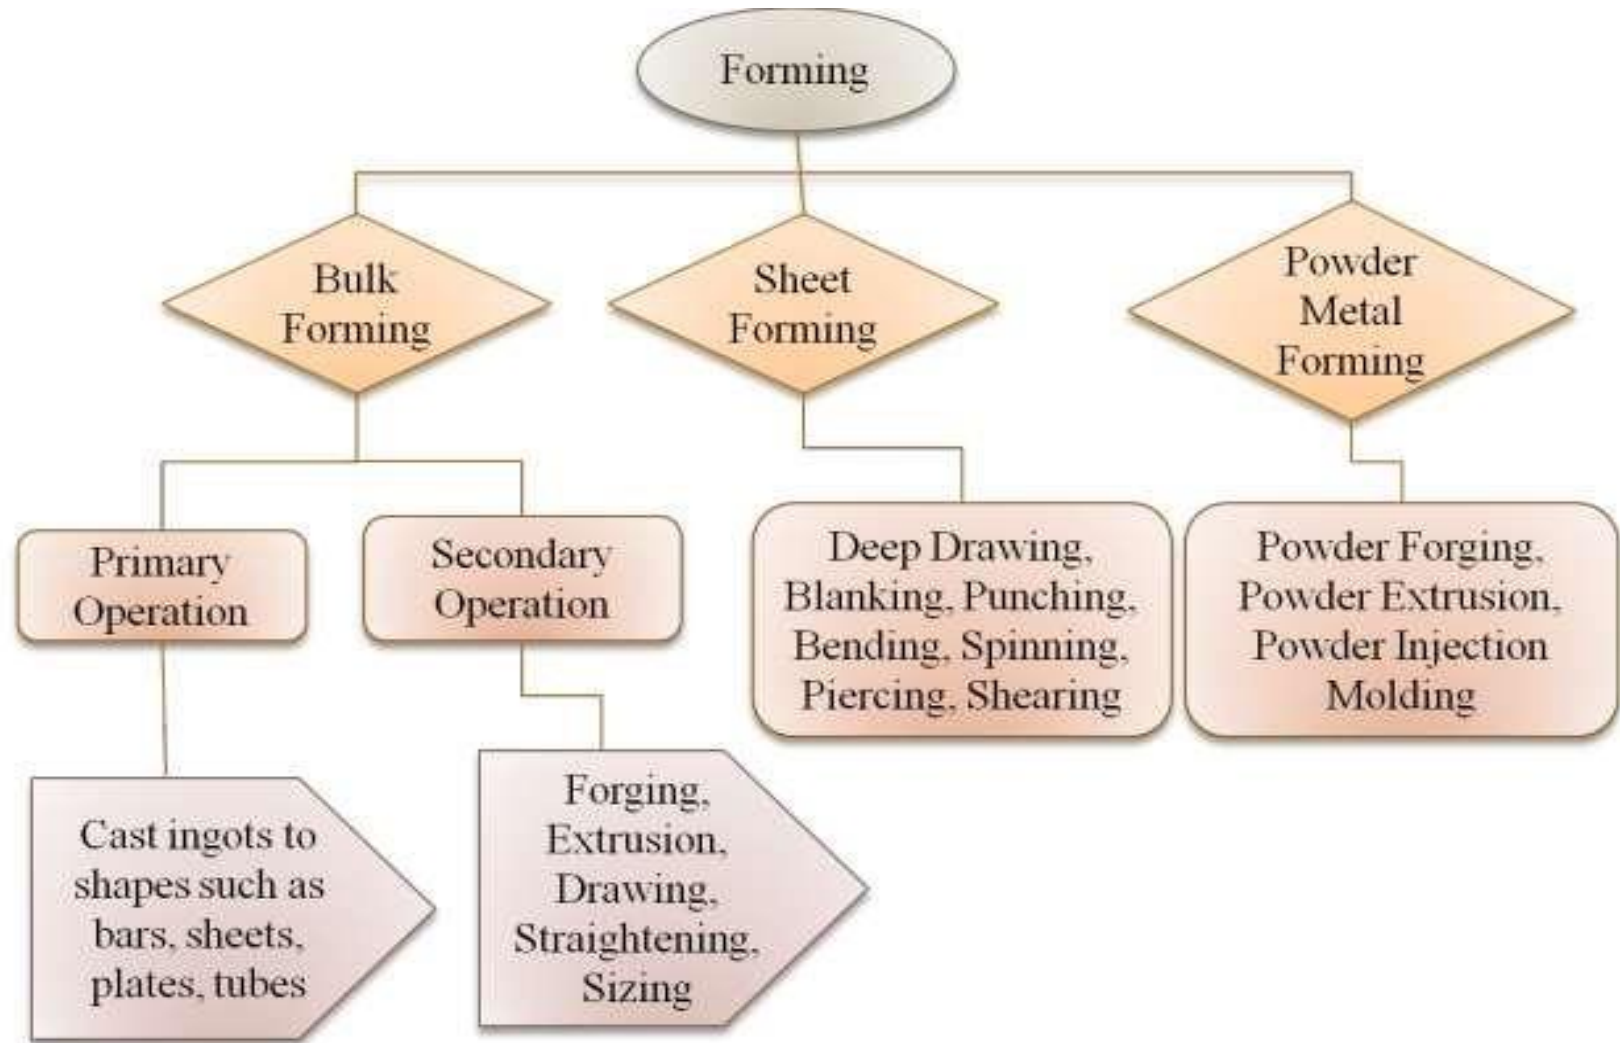 Forming
Bulk
Forming
Sheet
Forming
Powder
Metal
Forming
Primary
Operation
Secondary
Operation
Deep Drawing,
Blanking, Punching,
Bending, Spinning,
Piercing, Shearing
Powder Forging,
Powder Extrusion,
Powder Injection
Molding
Cast ingots to
shapes such as
bars, sheets,
plates, tubes
Forging,
Extrusion,
Drawing,
Straightening,
Sizing